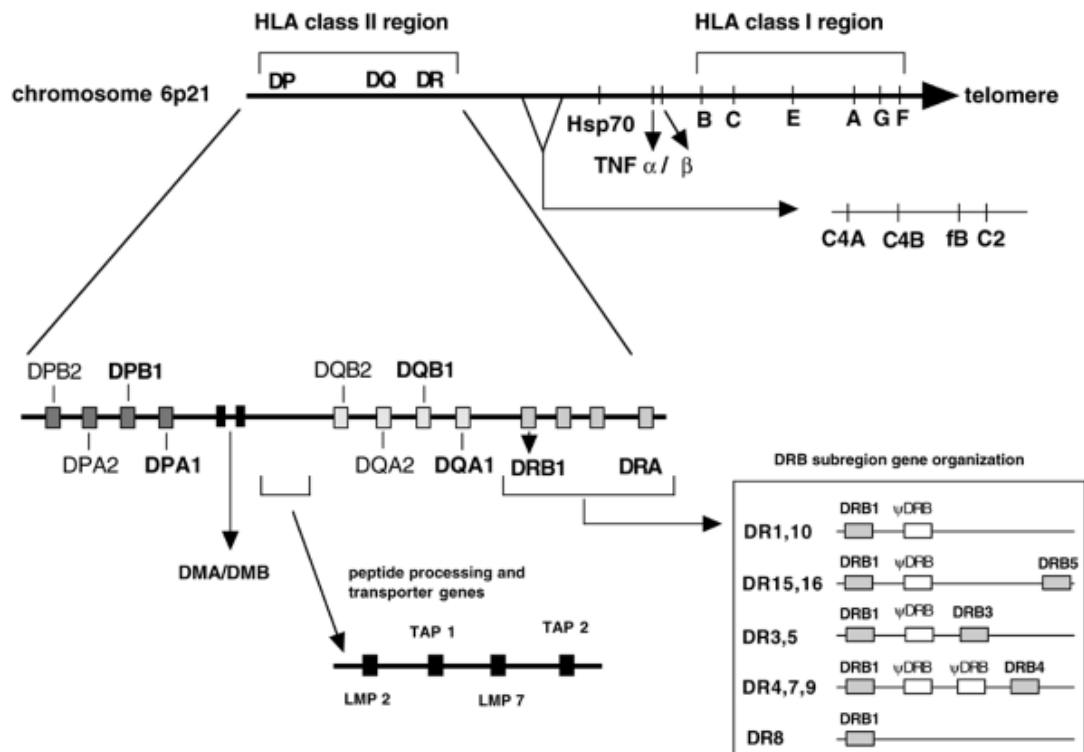 HLA class II region
HLA class I region
DP DQ DR
chromosome 6p21
telomere
Hsp70
B C E A G F
TNF α / β
C4A C4B fB C2
DPB2 DPB1 DQB2 DQB1
DPA2 DPA1 DQA2 DQA1 DRB1 DRA
DRB subregion gene organization
DMA/DMB
peptide processing and
transporter genes
TAP 1 TAP 2
LMP 2 LMP 7
DRB1 ψDRB
DR1,10
DRB1 ψDRB DRB5
DR15,16
DRB1 ψDRB DRB3
DR3,5
DRB1 ψDRB ψDRB DRB4
DR4,7,9
DRB1
DR8